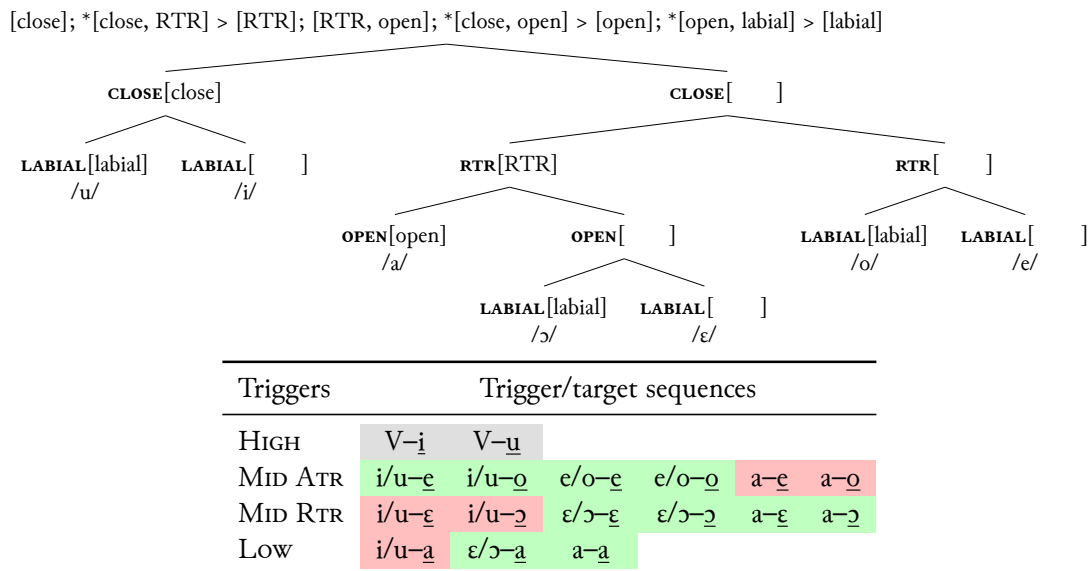 [close]; *[close, RTR] > [RTR]; [RTR, open]; *[close, open] > [open]; *[open, labial] > [labial]
CLOSE[close] CLOSE[ ]
LABIAL[labial] LABIAL[ ] RTR[RTR] RTR[ ]
/u/ /i/
OPEN[open] OPEN[ ] LABIAL[labial] LABIAL[ ]
/a/ /o/ /e/
LABIAL[labial] LABIAL[ ]
/ɔ/ /ɛ/
Triggers Trigger/target sequences
HIGH V–i V–u
MID ATR i/u–e i/u–o e/o–e e/o–o a–e a–o
MID RTR i/u–ɛ i/u–ɔ ɛ/ɔ–ɛ ɛ/ɔ–ɔ a–ɛ a–ɔ
LOW i/u–a ɛ/ɔ–a a–a